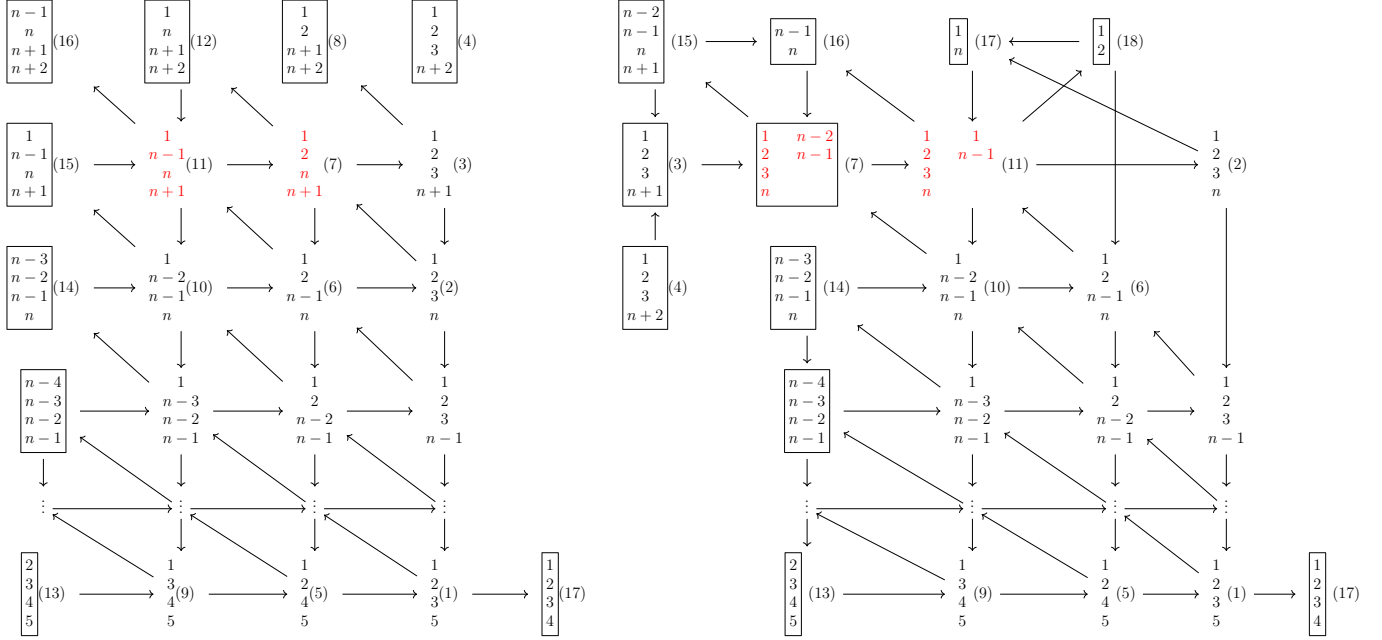 n − 1
n
n + 1
n + 2
(16)
1
n
n + 1
n + 2
(12)
1
2
n + 1
n + 2
(8)
1
2
3
n + 2
(4)
1
n − 1
n
n + 1
(15)
1
n − 1
n
n + 1
(11)
1
2
n
n + 1
(7)
1
2
3
n + 1
(3)
n − 3
n − 2
n − 1
n
(14)
1
n − 2
n − 1
n
(10)
1
2
n − 1
n
(6)
1
2
3
n
(2)
n − 4
n − 3
n − 2
n − 1
1
n − 3
n − 2
n − 1
1
2
n − 2
n − 1
1
2
3
n − 1
⋮
⋮
⋮
⋮
2
3
4
5
(13)
1
3
4
5
(9)
1
2
4
5
(5)
1
2
3
5
(1)
1
2
3
4
(17)
n − 2
n − 1
n
n + 1
(15)
n − 1
n
(16)
1
n
(17)
1
2
(18)
1
2
3
n + 1
(3)
1 n − 2
2 n − 1
3
n
(7)
1 1
2 n − 1
3
n
(11)
1
2
3
n
(2)
1
2
3
n + 2
(4)
n − 3
n − 2
n − 1
n
(14)
1
n − 2
n − 1
n
(10)
1
2
n − 1
n
(6)
n − 4
n − 3
n − 2
n − 1
1
n − 3
n − 2
n − 1
1
2
n − 2
n − 1
1
2
3
n − 1
⋮
⋮
⋮
⋮
2
3
4
5
(13)
1
3
4
5
(9)
1
2
4
5
(5)
1
2
3
5
(1)
1
2
3
4
(17)